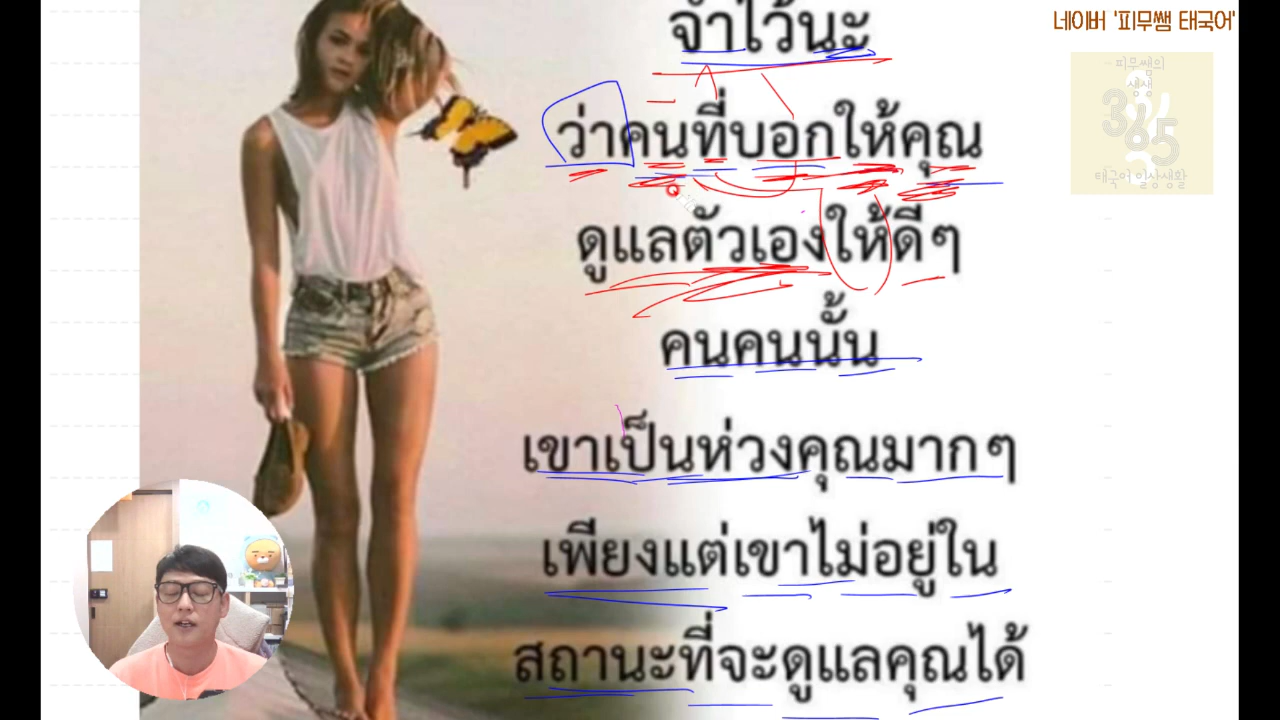 네이버 '피무쌤 태국어'
피무쌤의
생생
365
태국어 일상생활
จำไว้นะ
ว่าคนที่บอกให้คุณ
ดูแลตัวเองให้ดีๆ
คนคนนั้น
เขาเป็นห่วงคุณมากๆ
เพียงแต่เขาไม่อยู่ใน
สถานะที่จะดูแลคุณได้